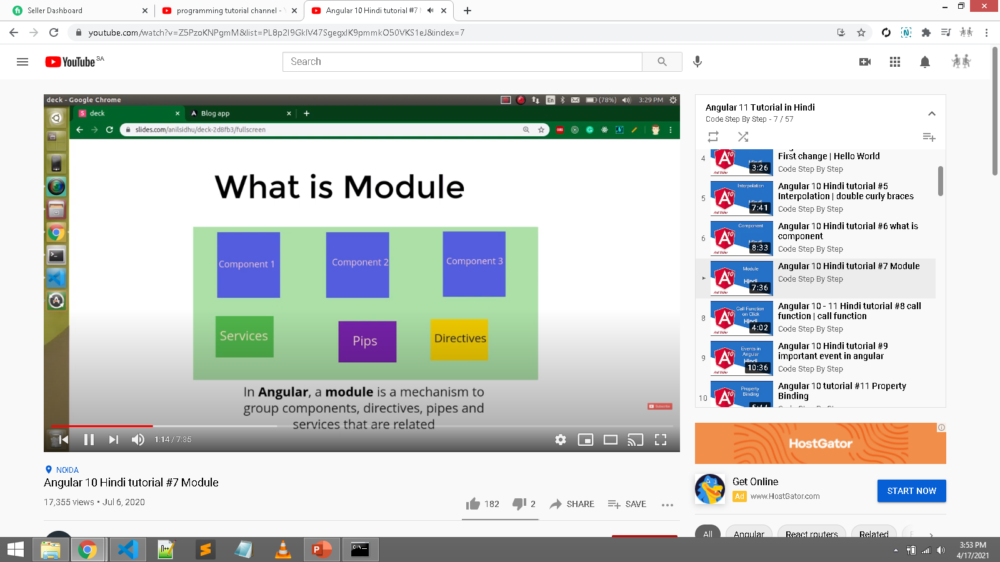 Seller Dashboard
programming tutorial channel - Y
Angular 10 Hindi tutorial #7 M
youtube.com/watch?v=Z5PzoKNPgmM&list=PL8p2I9GklV47SgegxIK9pmmkO50VKS1eJ&index=7
YouTube SA
Search
deck - Google Chrome
En
(78%)
3:29 PM
deck
Blog app
slides.com/anilsidhu/deck-2d8fb3/fullscreen
What is Module
Component 1
Component 2
Component 3
Services
Pips
Directives
In Angular, a module is a mechanism to
group components, directives, pipes and
services that are related
Subscribe
1:14 / 7:35
NOIDA
Angular 10 Hindi tutorial #7 Module
17,355 views • Jul 6, 2020
182
2
SHARE
SAVE
Angular 11 Tutorial in Hindi
Code Step By Step - 7 / 57
4
Hindi
3:26
First change | Hello World
Code Step By Step
5
Interpolation
Hindi
7:41
Angular 10 Hindi tutorial #5
Interpolation | double curly braces
Code Step By Step
6
Component
Hindi
8:33
Angular 10 Hindi tutorial #6 what is
component
Code Step By Step
Module
Hindi
7:36
Angular 10 Hindi tutorial #7 Module
Code Step By Step
8
Call Function
on Click
Hindi
4:02
Angular 10 - 11 Hindi tutorial #8 call
function | call function
Code Step By Step
9
Events in
Angular
Hindi
10:36
Angular 10 Hindi tutorial #9
important event in angular
Code Step By Step
10
Property
Binding
Angular 10 tutorial #11 Property
Binding
HostGator
Get Online
Ad www.HostGator.com
START NOW
All
Angular
React routers
Related
3:53 PM
4/17/2021